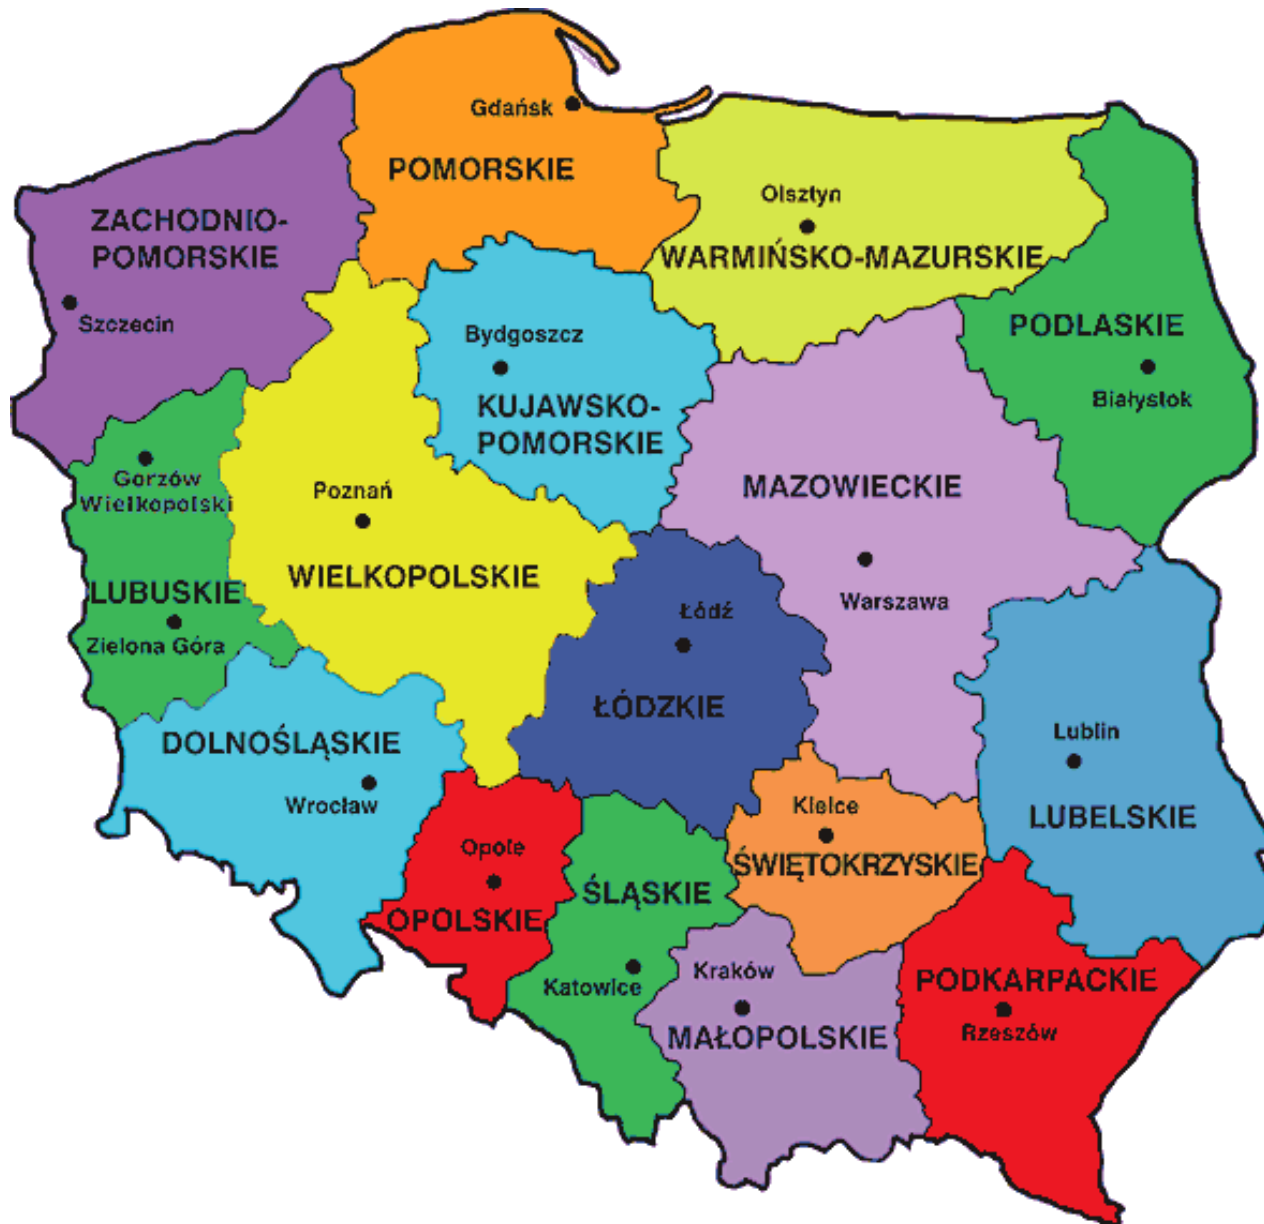 Gdańsk
POMORSKIE
ZACHODNIO-
POMORSKIE
Szczecin
Olsztyn
WARMIŃSKO-MAZURSKIE
PODLASKIE
Białystok
Bydgoszcz
KUJAWSKO-
POMORSKIE
Gorzów
Wielkopolski
LUBUSKIE
Zielona Góra
Poznań
WIELKOPOLSKIE
MAZOWIECKIE
Warszawa
Łódź
ŁÓDZKIE
DOLNOŚLĄSKIE
Wrocław
Lublin
LUBELSKIE
Kielce
ŚWIĘTOKRZYSKIE
Opole
OPOLSKIE
ŚLĄSKIE
Katowice
Kraków
MAŁOPOLSKIE
PODKARPACKIE
Rzeszów